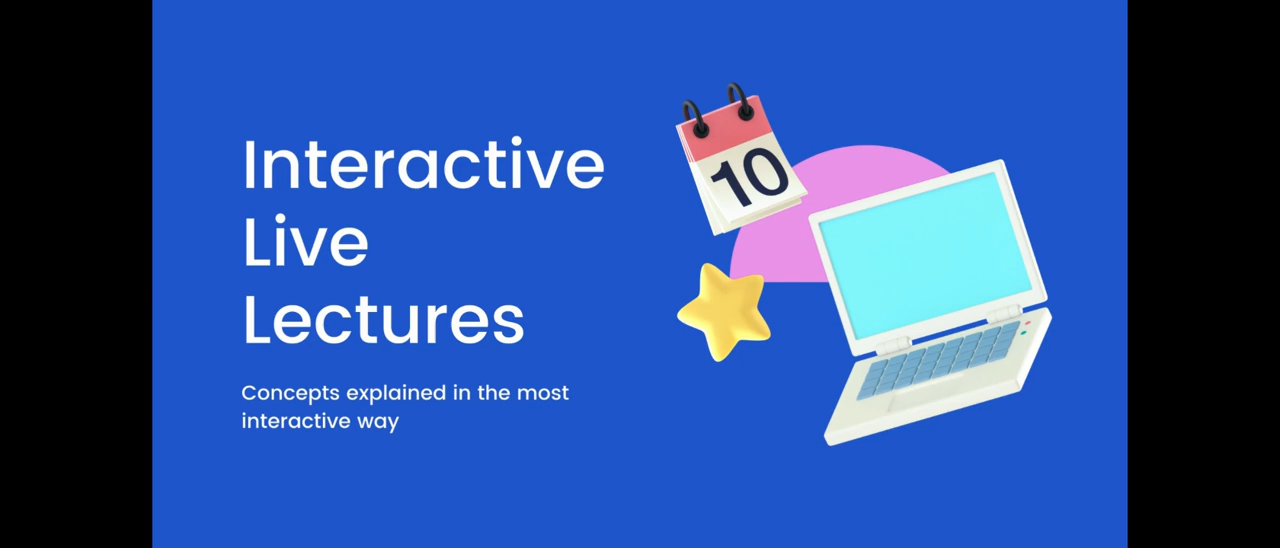 Interactive
Live
Lectures
Concepts explained in the most
interactive way
10